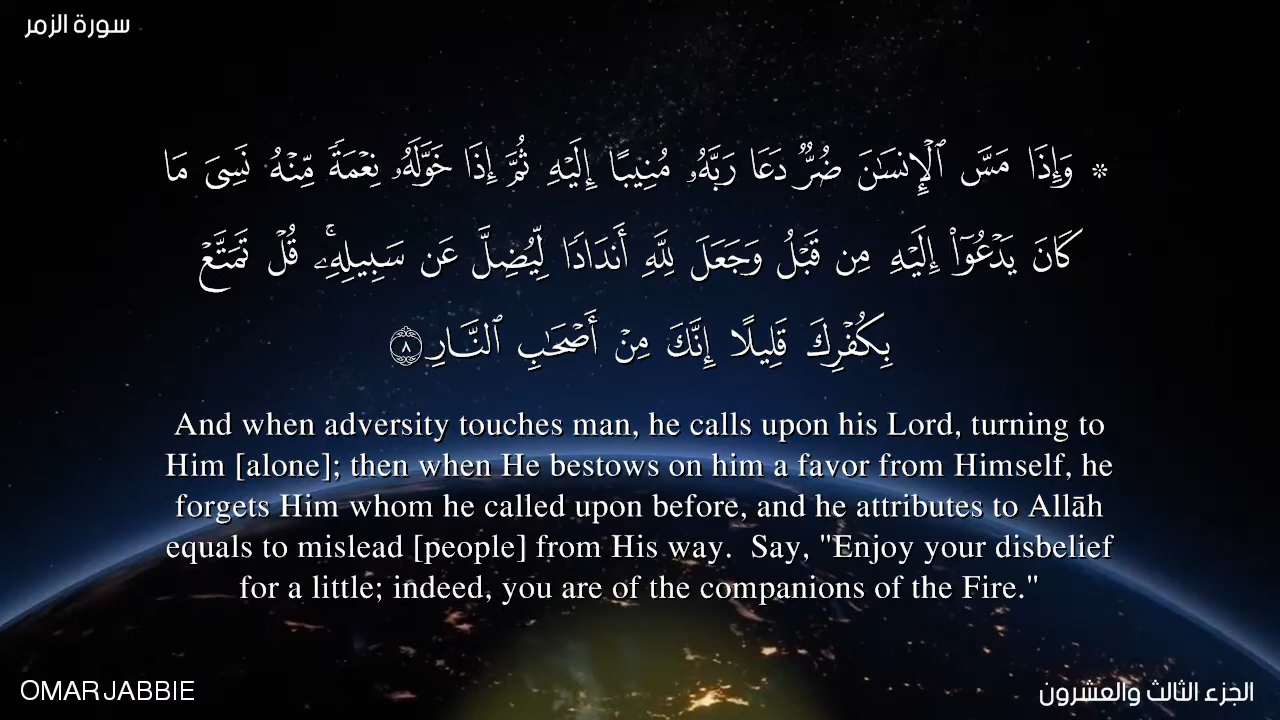 سورة الزمر
۞ وَإِذَا مَسَّ ٱلْإِنسَـٰنَ ضُرٌّ دَعَا رَبَّهُۥ مُنِيبًا إِلَيْهِ ثُمَّ إِذَا خَوَّلَهُۥ نِعْمَةً مِّنْهُ نَسِىَ مَا
كَانَ يَدْعُوٓا۟ إِلَيْهِ مِن قَبْلُ وَجَعَلَ لِلَّهِ أَندَادًا لِّيُضِلَّ عَن سَبِيلِهِۦ ۚ قُلْ تَمَتَّعْ
بِكُفْرِكَ قَلِيلًا إِنَّكَ مِنْ أَصْحَـٰبِ ٱلنَّارِ ٨
And when adversity touches man, he calls upon his Lord, turning to
Him [alone]; then when He bestows on him a favor from Himself, he
forgets Him whom he called upon before, and he attributes to Allāh
equals to mislead [people] from His way.  Say, "Enjoy your disbelief
for a little; indeed, you are of the companions of the Fire."
OMAR JABBIE
الجزء الثالث والعشرون